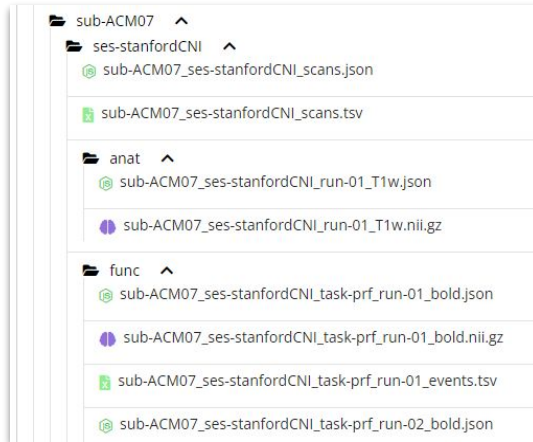 sub-ACM07
ses-stanfordCNI
sub-ACM07_ses-stanfordCNI_scans.json
sub-ACM07_ses-stanfordCNI_scans.tsv
anat
sub-ACM07_ses-stanfordCNI_run-01_T1w.json
sub-ACM07_ses-stanfordCNI_run-01_T1w.nii.gz
func
sub-ACM07_ses-stanfordCNI_task-prf_run-01_bold.json
sub-ACM07_ses-stanfordCNI_task-prf_run-01_bold.nii.gz
sub-ACM07_ses-stanfordCNI_task-prf_run-01_events.tsv
sub-ACM07_ses-stanfordCNI_task-prf_run-02_bold.json